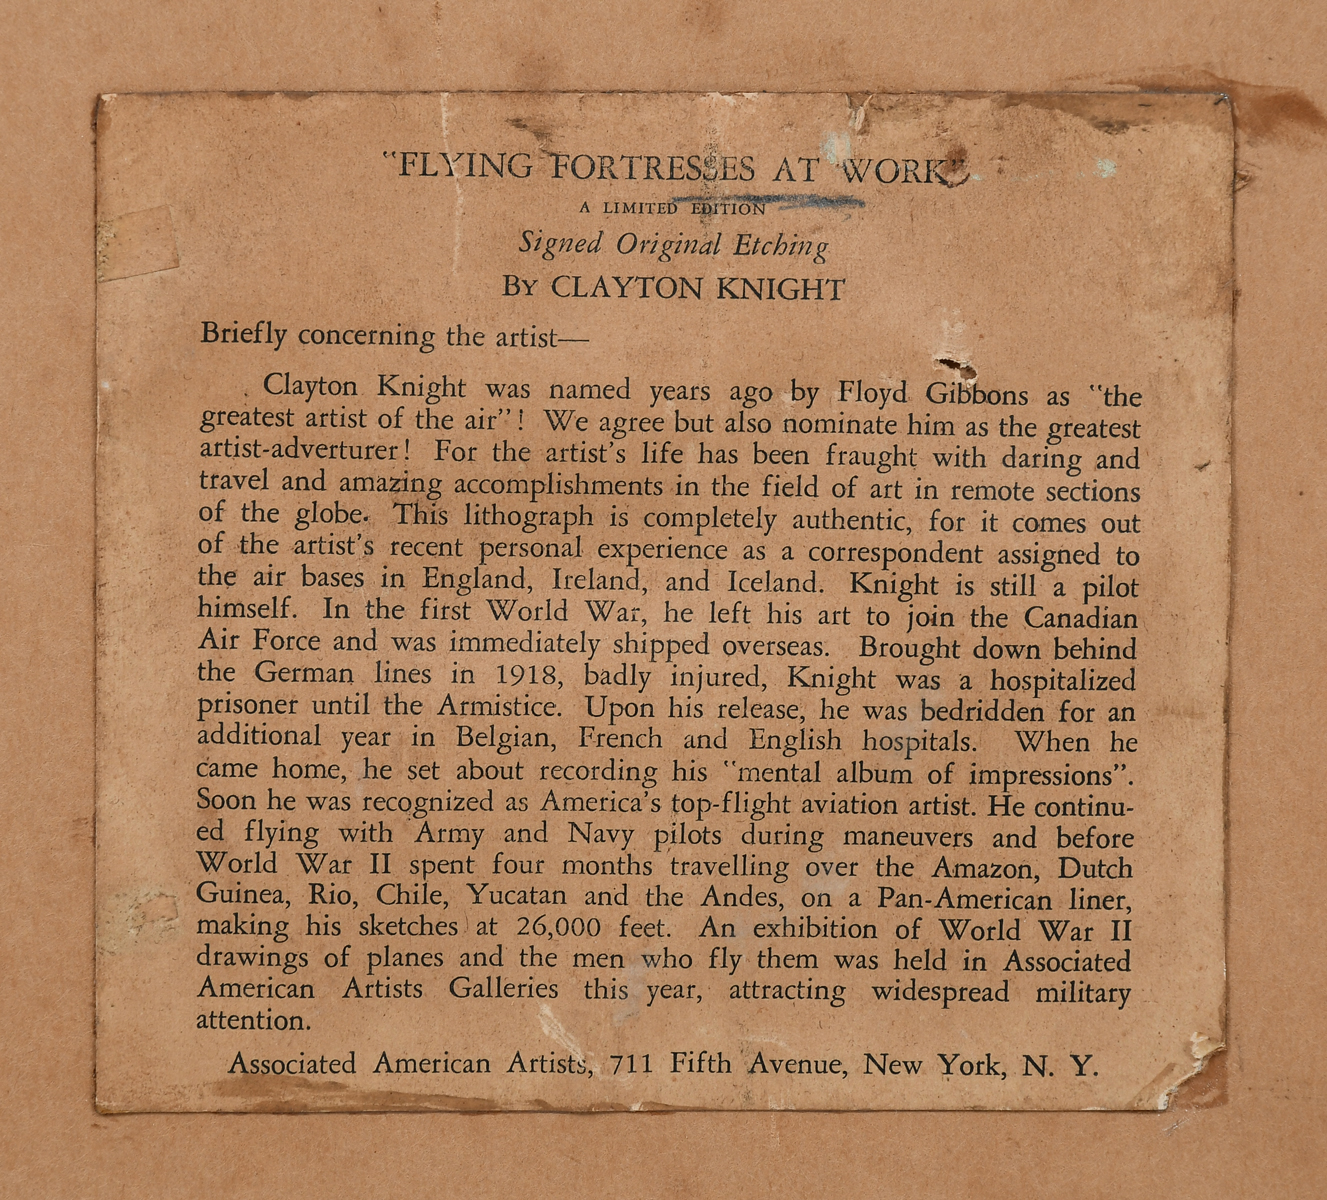 "FLYING FORTRESSES AT WORK"
A LIMITED EDITION
Signed Original Etching
By CLAYTON KNIGHT
Briefly concerning the artist—
Clayton Knight was named years ago by Floyd Gibbons as "the
greatest artist of the air"! We agree but also nominate him as the greatest
artist-adverturer! For the artist's life has been fraught with daring and
travel and amazing accomplishments in the field of art in remote sections
of the globe. This lithograph is completely authentic, for it comes out
of the artist's recent personal experience as a correspondent assigned to
the air bases in England, Ireland, and Iceland. Knight is still a pilot
himself. In the first World War, he left his art to join the Canadian
Air Force and was immediately shipped overseas. Brought down behind
the German lines in 1918, badly injured, Knight was a hospitalized
prisoner until the Armistice. Upon his release, he was bedridden for an
additional year in Belgian, French and English hospitals. When he
came home, he set about recording his "mental album of impressions".
Soon he was recognized as America's top-flight aviation artist. He continu-
ed flying with Army and Navy pilots during maneuvers and before
World War II spent four months travelling over the Amazon, Dutch
Guinea, Rio, Chile, Yucatan and the Andes, on a Pan-American liner,
making his sketches at 26,000 feet. An exhibition of World War II
drawings of planes and the men who fly them was held in Associated
American Artists Galleries this year, attracting widespread military
attention.
Associated American Artists, 711 Fifth Avenue, New York, N. Y.